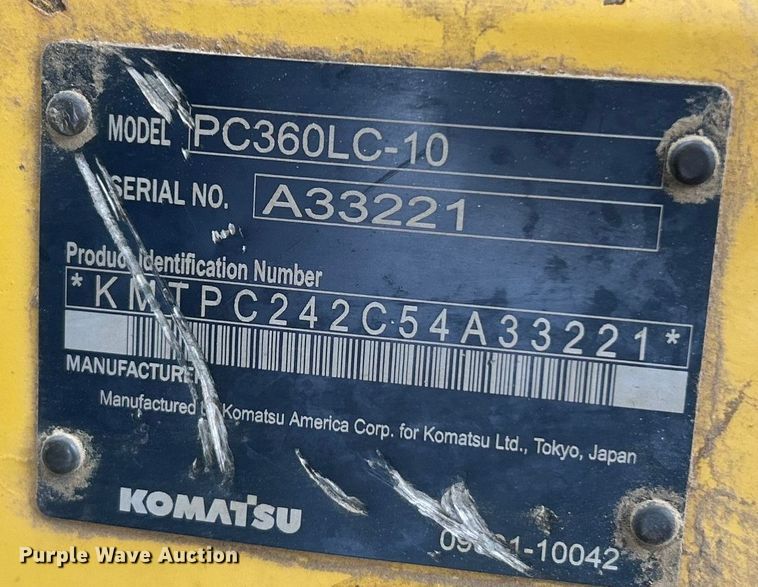 MODEL PC360LC-10
SERIAL NO. A33221
Product Identification Number
*KMTPC242C54A33221*
MANUFACTURE
Manufactured by Komatsu America Corp. for Komatsu Ltd., Tokyo, Japan
KOMATSU
-10042
Purple Wave Auction